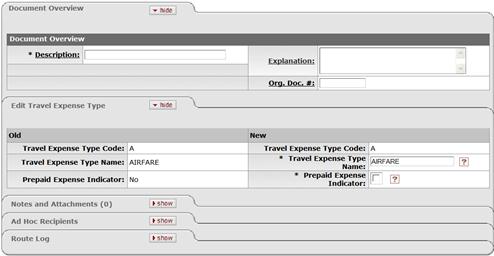 Document Overview hide
Document Overview
* Description: Explanation:
Org. Doc. #:
Edit Travel Expense Type hide
Old New
Travel Expense Type Code: A Travel Expense Type Code: A
Travel Expense Type Name: AIRFARE * Travel Expense Type Name: AIRFARE ?
Prepaid Expense Indicator: No * Prepaid Expense Indicator: ?
Notes and Attachments (0) show
Ad Hoc Recipients show
Route Log show